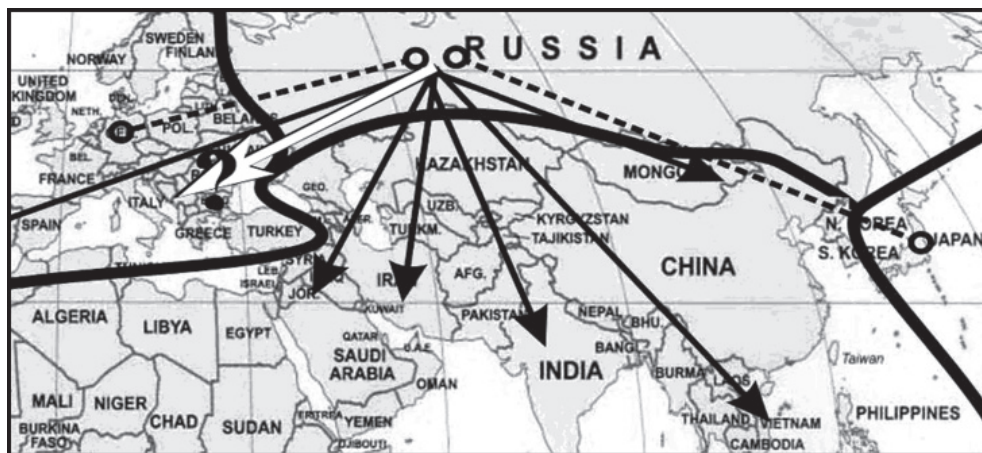 SWEDEN
FINLAN
NORWAY
RUSSIA
UNITED
KINGDOM
NETH.
POL.
BEL.
FRANCE
KAZAKHSTAN
MONGO
ITALY
GEO.
UZB.
KYRGYZSTAN
SPAIN
GREECE
TURKEY
TURKM.
TAJIKISTAN
N. KOREA
S. KOREA
JAPAN
CHINA
LEB.
ISRAEL
JOR.
AFG.
KUWAIT
PAKISTAN
NEPAL
BHU.
ALGERIA
LIBYA
EGYPT
QATAR
U.A.E.
BANG.
SAUDI
ARABIA
INDIA
BURMA
LAOS
Taiwan
OMAN
MALI
NIGER
CHAD
SUDAN
ERITREA
YEMEN
THAILAND
VIETNAM
PHILIPPINES
BURKINA
FASO
DJIBOUTI
CAMBODIA